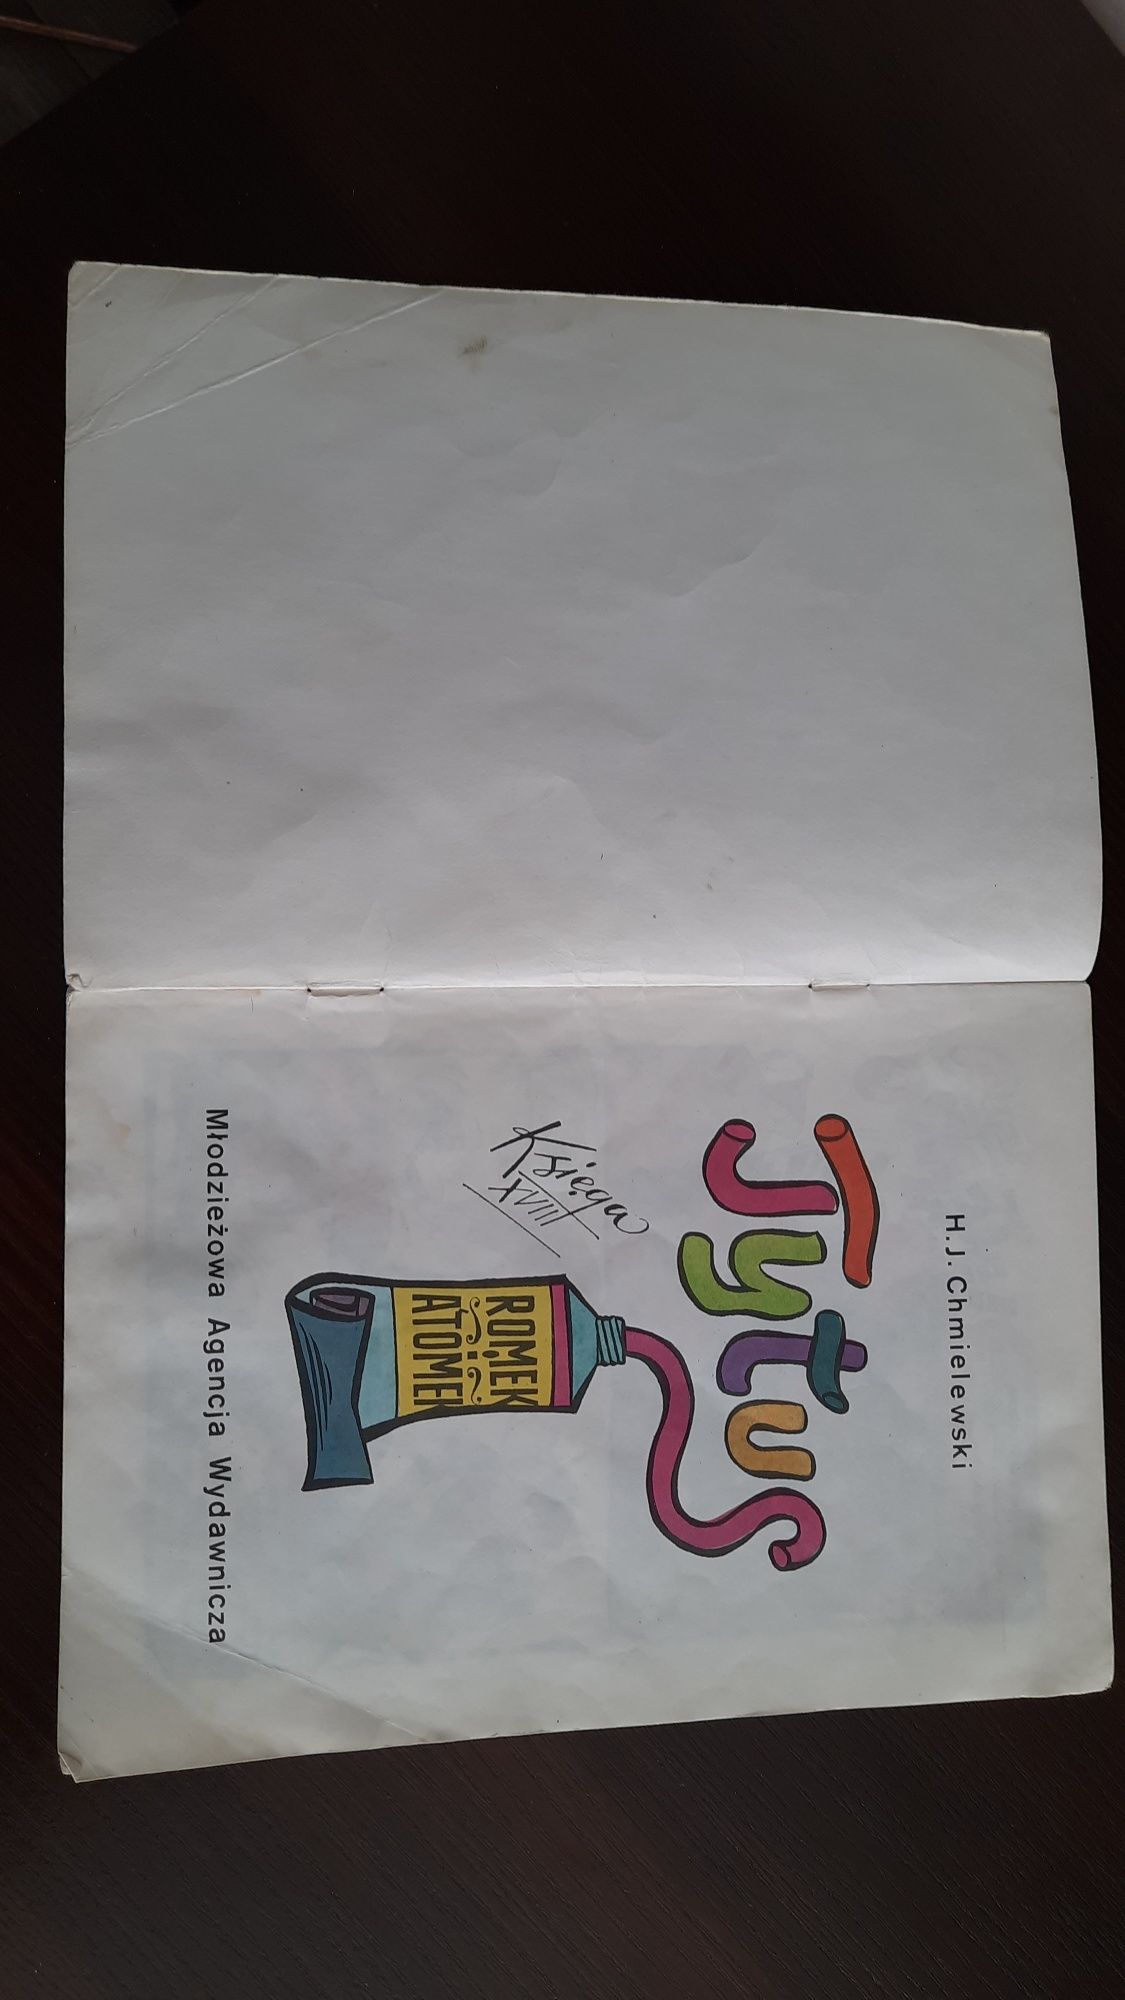 H.J. Chmielewski
Tytus
Księga
XVIII
ROMEK
i
ATOMEK
Młodzieżowa Agencja Wydawnicza